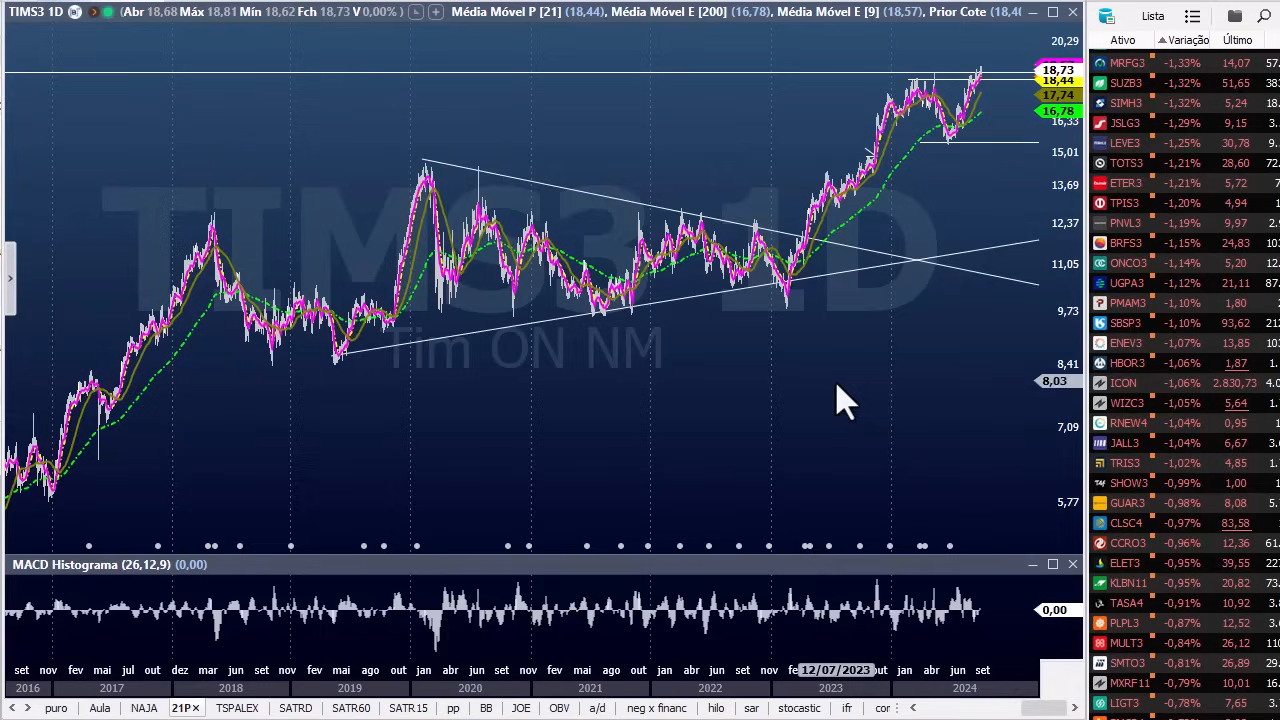 TIMS3 1D (Abr 18,68 Máx 18,81 Mín 18,62 Fch 18,73 V 0,00% ) Média Móvel P [21] (18,44), Média Móvel E [200] (16,78), Média Móvel E [9] (18,57), Prior Cote
20,29
18,73
18,44
17,74
16,78
16,33
15,01
13,69
12,37
11,05
9,73
8,41
8,03
7,09
5,77
TIMS3 1D
Tim ON NM
MACD Histograma (26,12,9) (0,00)
0,00
set nov fev mai jul out dez mar jun set nov fev mai ago jan abr jun set nov fev mai ago out dez abr jun set nov 12/07/2023 jan abr jun set
2016 2017 2018 2019 2020 2021 2022 2023 2024
puro Aula NAJA 21P× TSPALEX SATRD SATR60 pp BB JOE OBV a/d neg x financ hilo sar stochastic ifr
Lista
Ativo Variação Último
MRFG3 -1,33% 14,07
SUZB3 -1,32% 51,65
SIMH3 -1,32% 5,24
JSLG3 -1,29% 9,15
LEVE3 -1,25% 30,78
TOTS3 -1,21% 28,60
ETER3 -1,21% 5,72
TPIS3 -1,20% 4,94
PNVL3 -1,19% 9,97
BRFS3 -1,15% 24,83
ONCO3 -1,14% 5,20
UGPA3 -1,12% 21,11
PMAM3 -1,10% 1,80
SBSP3 -1,10% 93,62
ENEV3 -1,07% 13,85
HBOR3 -1,06% 1,87
ICON -1,06% 2.830,73
WIZC3 -1,05% 5,64
RNEW4 -1,04% 0,95
JALL3 -1,04% 6,67
TRIS3 -1,02% 4,85
SHOW3 -0,99% 1,00
GUAR3 -0,98% 8,08
CLSC4 -0,97% 83,58
CCRO3 -0,96% 12,36
ELET3 -0,95% 39,55
KLBN11 -0,95% 20,82
TASA4 -0,91% 10,92
PLPL3 -0,87% 12,52
MULT3 -0,84% 26,12
SMTO3 -0,81% 26,89
MXRF11 -0,79% 10,01
LIGT3 -0,77%